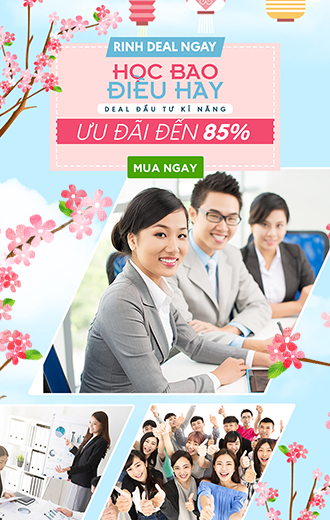 RINH DEAL NGAY
HỌC BAO
ĐIỀU HAY
DEAL ĐẦU TƯ KĨ NĂNG
ƯU ĐÃI ĐẾN 85%
MUA NGAY